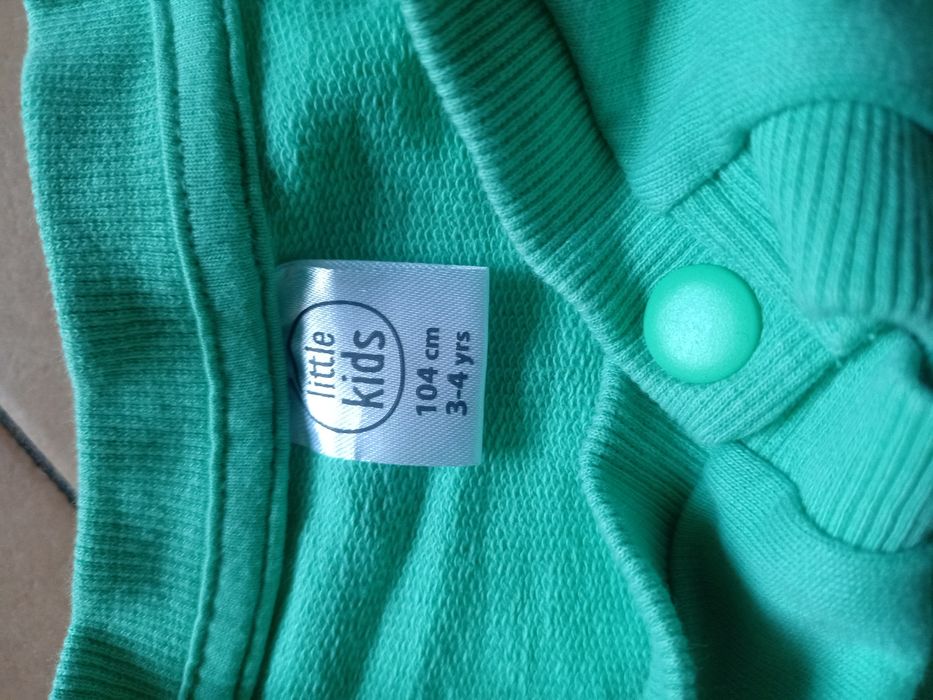 little
kids
104 cm
3-4 yrs